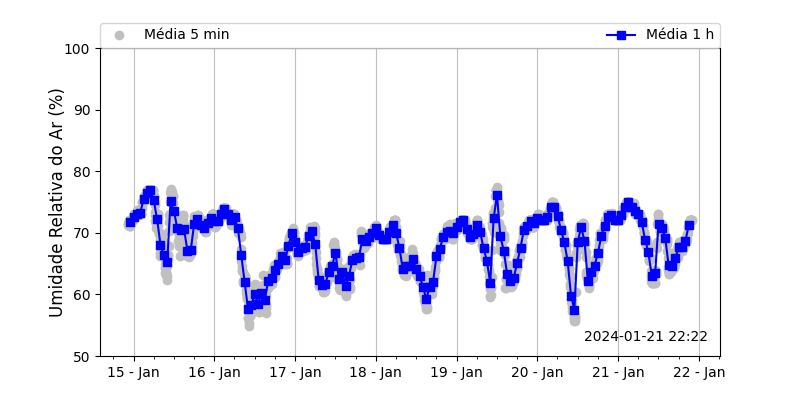 Média 5 min
Média 1 h
Umidade Relativa do Ar (%)
100
90
80
70
60
50
2024-01-21 22:22
15 - Jan
16 - Jan
17 - Jan
18 - Jan
19 - Jan
20 - Jan
21 - Jan
22 - Jan